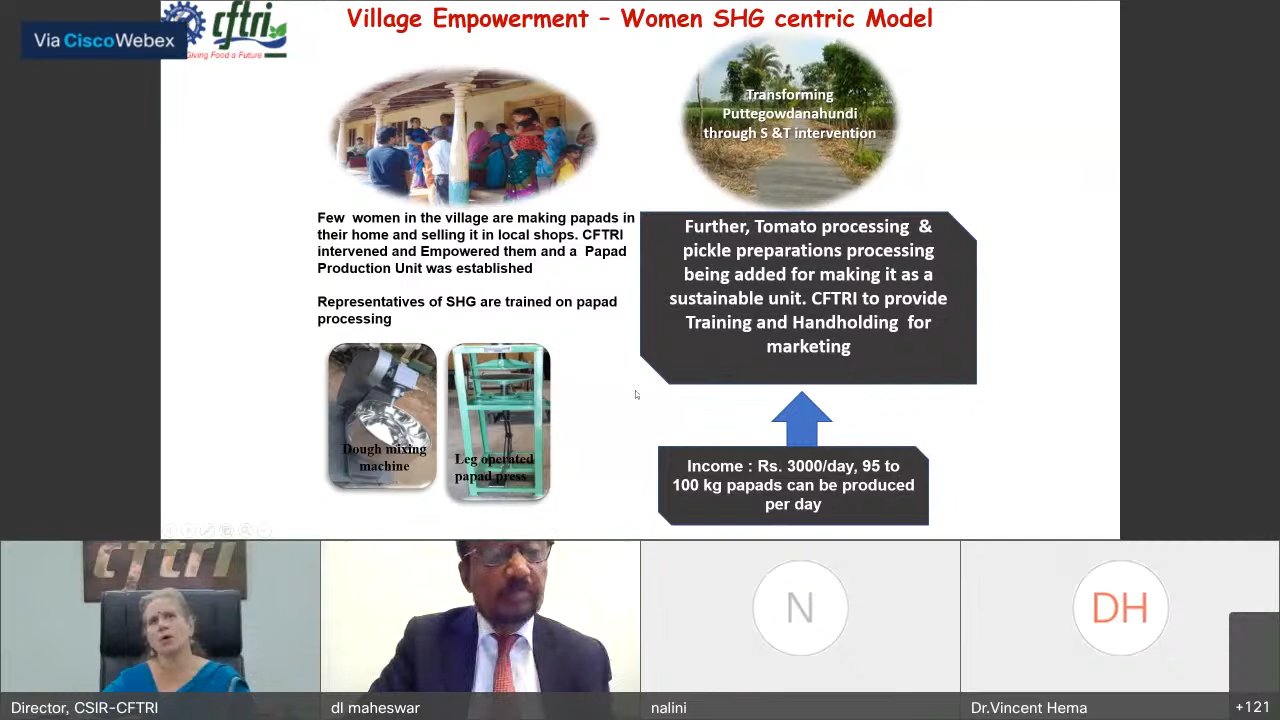 Via Cisco Webex
cftri
Giving Food a Future
Village Empowerment – Women SHG centric Model
Transforming
Puttegowdanahundi
through S &T intervention
Few women in the village are making papads in
their home and selling it in local shops. CFTRI
intervened and Empowered them and a Papad
Production Unit was established
Representatives of SHG are trained on papad
processing
Dough mixing
machine
Leg operated
papad press
Further, Tomato processing &
pickle preparations processing
being added for making it as a
sustainable unit. CFTRI to provide
Training and Handholding for
marketing
Income : Rs. 3000/day, 95 to
100 kg papads can be produced
per day
cftri
N
DH
Director, CSIR-CFTRI
dl maheswar
nalini
Dr.Vincent Hema
+121